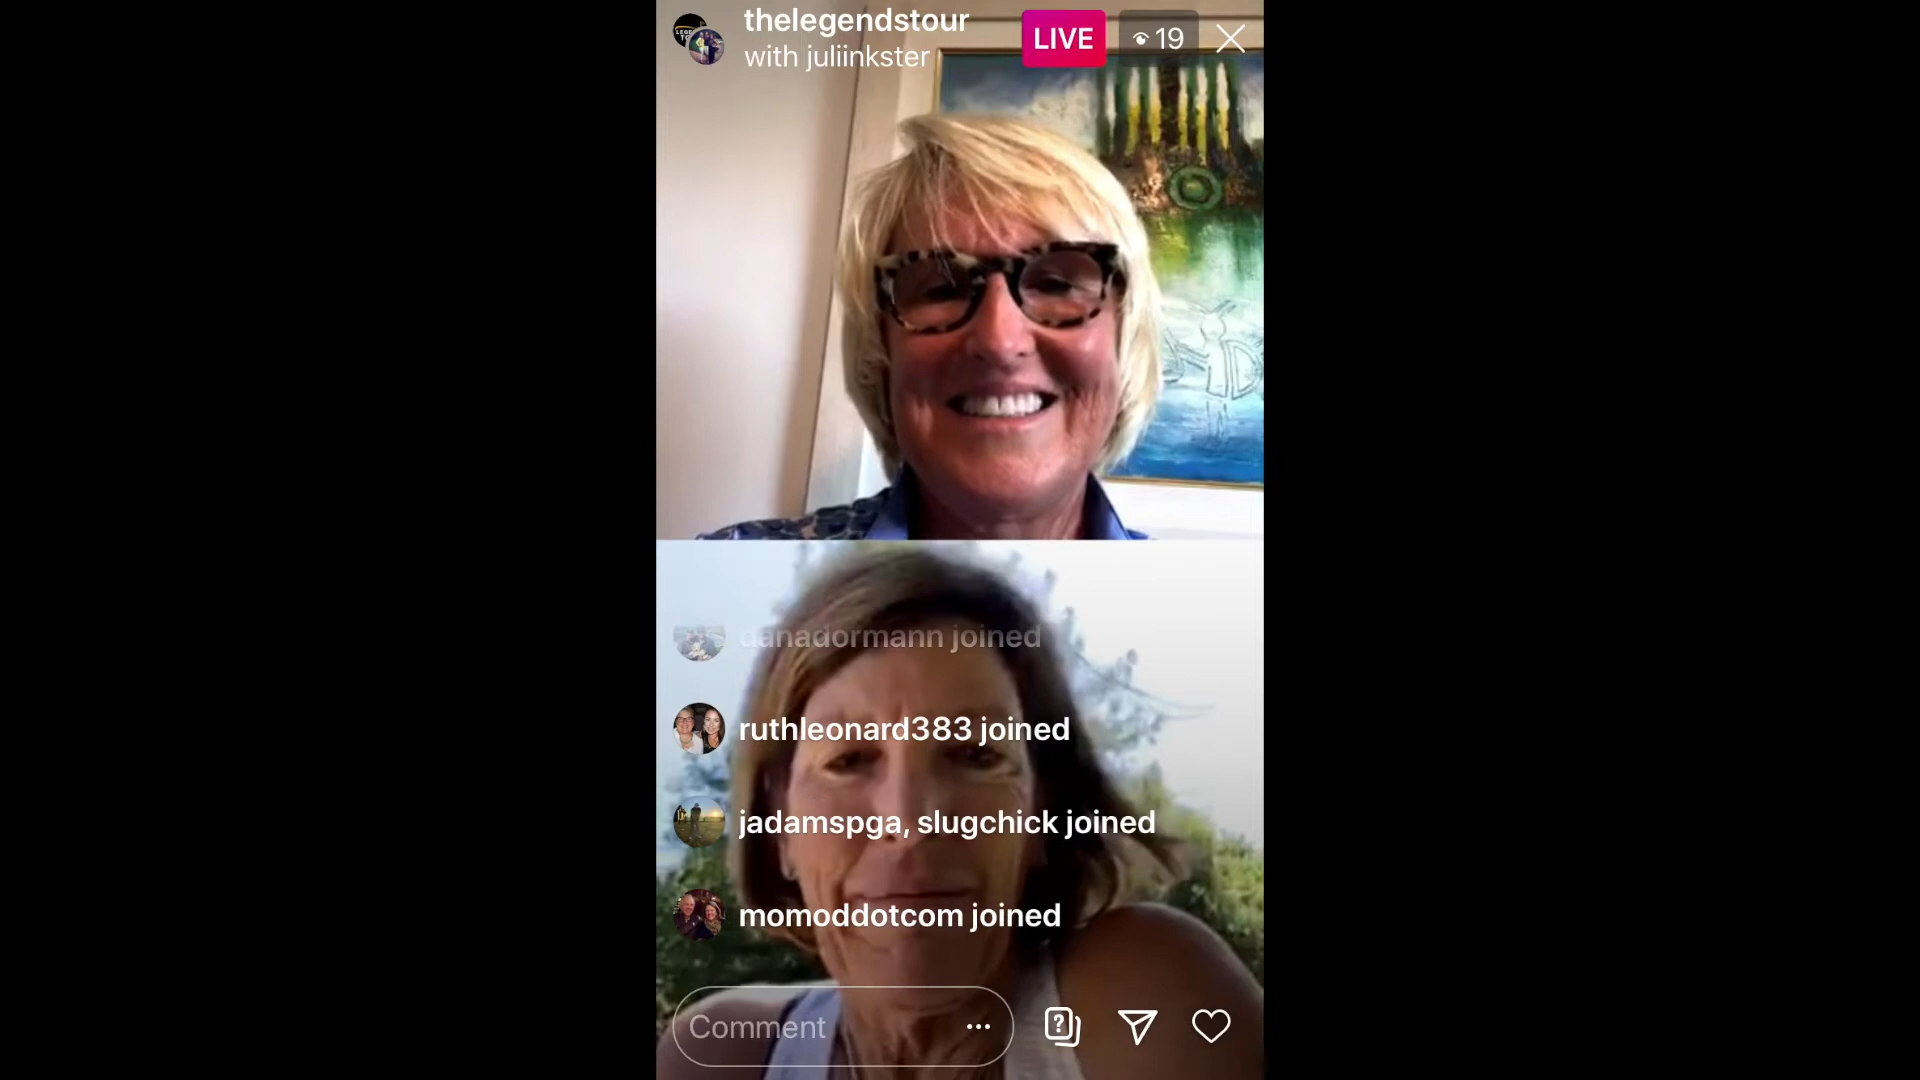 thelegendstour
with juliinkster
LIVE
19
danadormann joined
ruthleonard383 joined
jadamspga, slugchick joined
momoddotcom joined
Comment